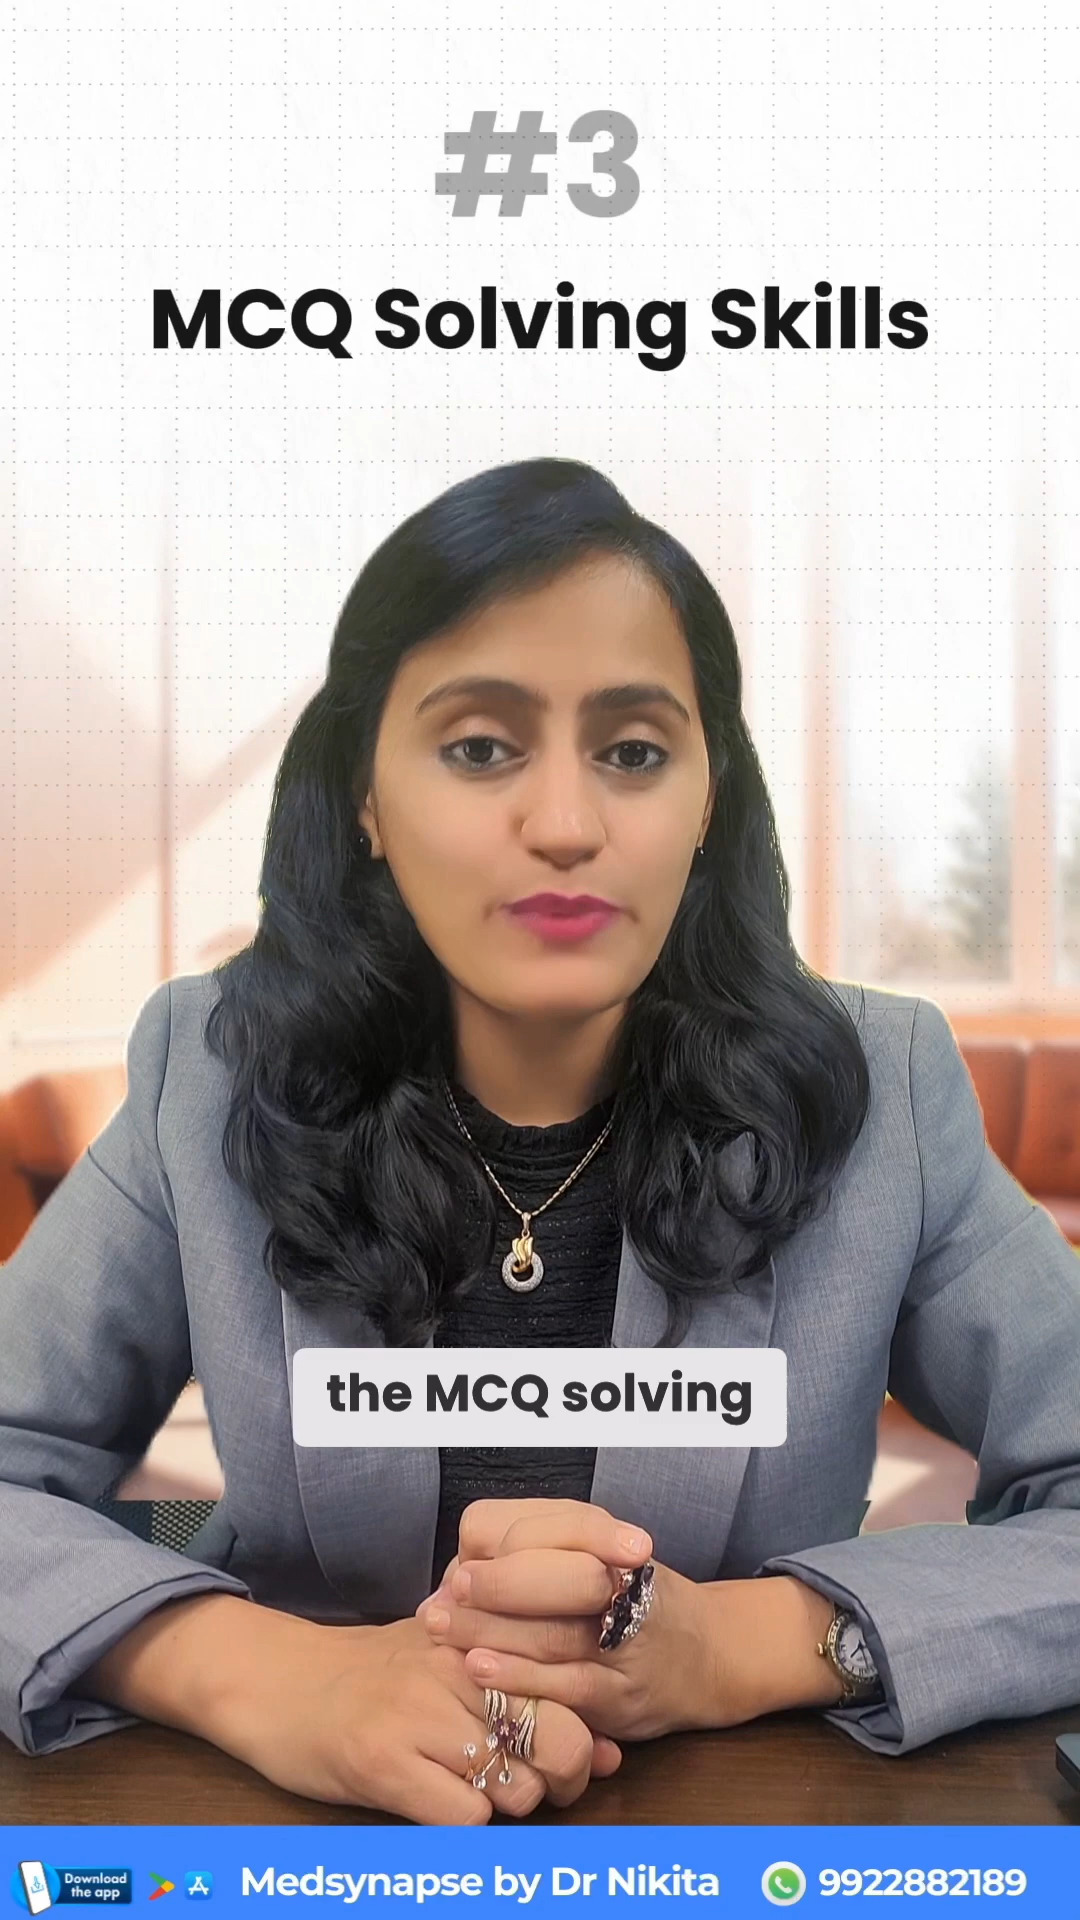 #3
MCQ Solving Skills
the MCQ solving
Download
the app
Medsynapse by Dr Nikita
9922882189